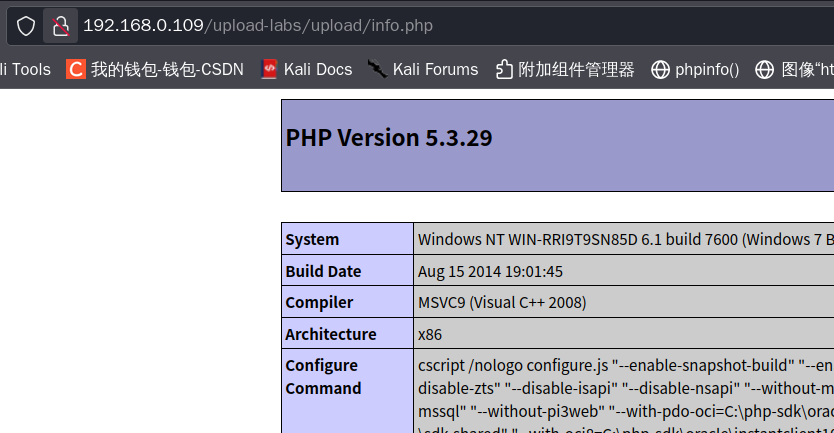 192.168.0.109/upload-labs/upload/info.php
li Tools 我的钱包-钱包-CSDN Kali Docs Kali Forums 附加组件管理器 phpinfo() 图像“ht
PHP Version 5.3.29
System Windows NT WIN-RRI9T9SN85D 6.1 build 7600 (Windows 7 B
Build Date Aug 15 2014 19:01:45
Compiler MSVC9 (Visual C++ 2008)
Architecture x86
Configure Command cscript /nologo configure.js "--enable-snapshot-build" "--en
disable-zts" "--disable-isapi" "--disable-nsapi" "--without-m
mssql" "--without-pi3web" "--with-pdo-oci=C:\php-sdk\orac